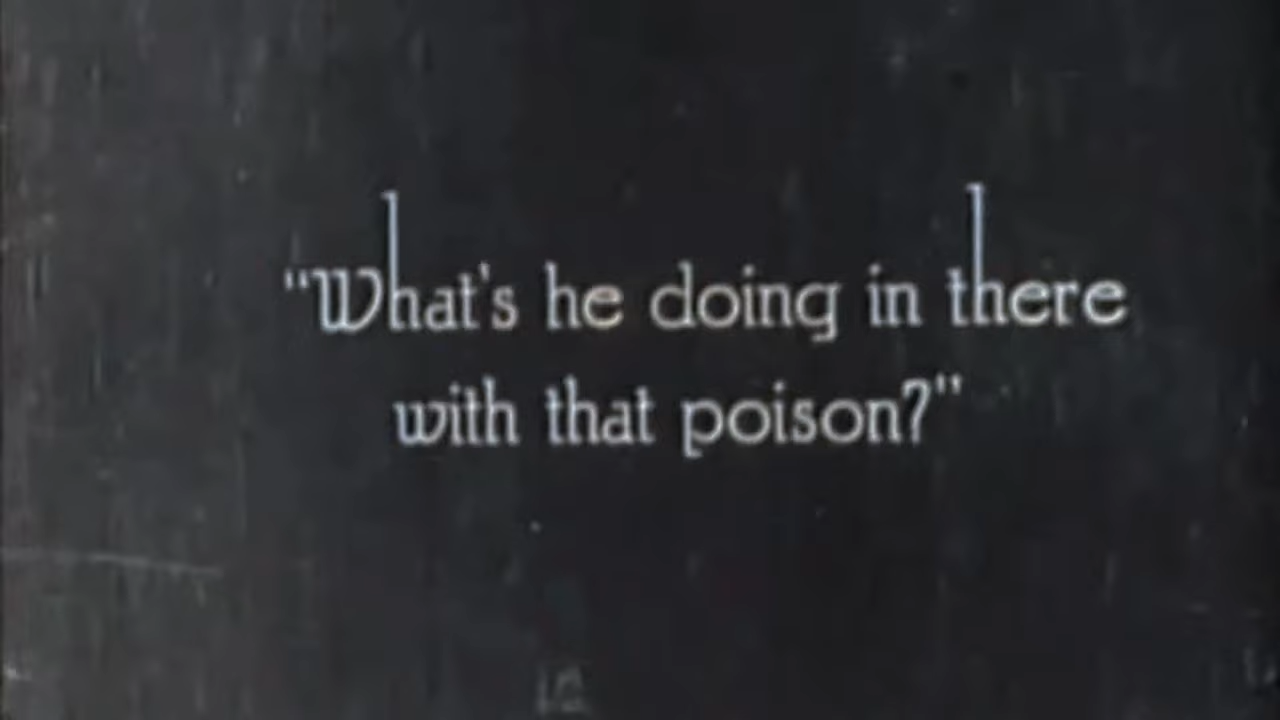 "What's he doing in there
with that poison?"